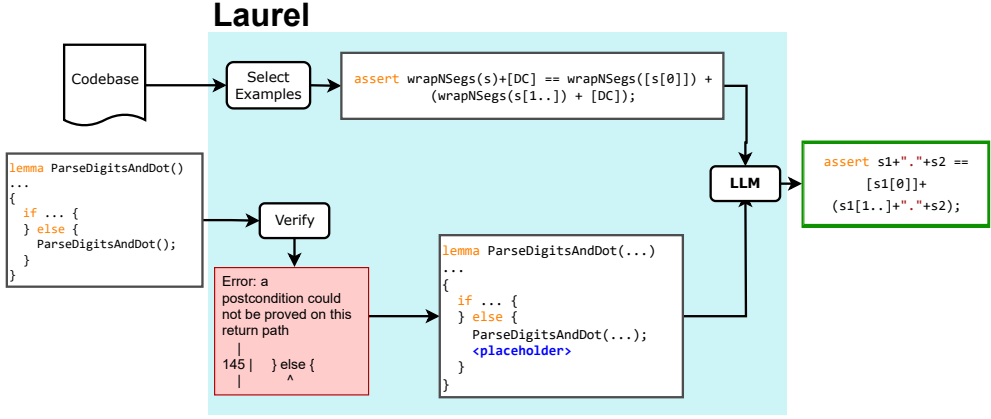 Laurel
Codebase
Select
Examples
assert wrapNSegs(s)+[DC] == wrapNSegs([s[0]]) +
(wrapNSegs(s[1..]) + [DC]);
lemma ParseDigitsAndDot()
...
{
if ... {
} else {
ParseDigitsAndDot();
}
}
Verify
Error: a
postcondition could
not be proved on this
return path
|
145 | } else {
| ^
lemma ParseDigitsAndDot(...)
...
{
if ... {
} else {
ParseDigitsAndDot(...);
<placeholder>
}
}
LLM
assert s1+"."+s2 ==
[s1[0]]+
(s1[1..]+"."+s2);